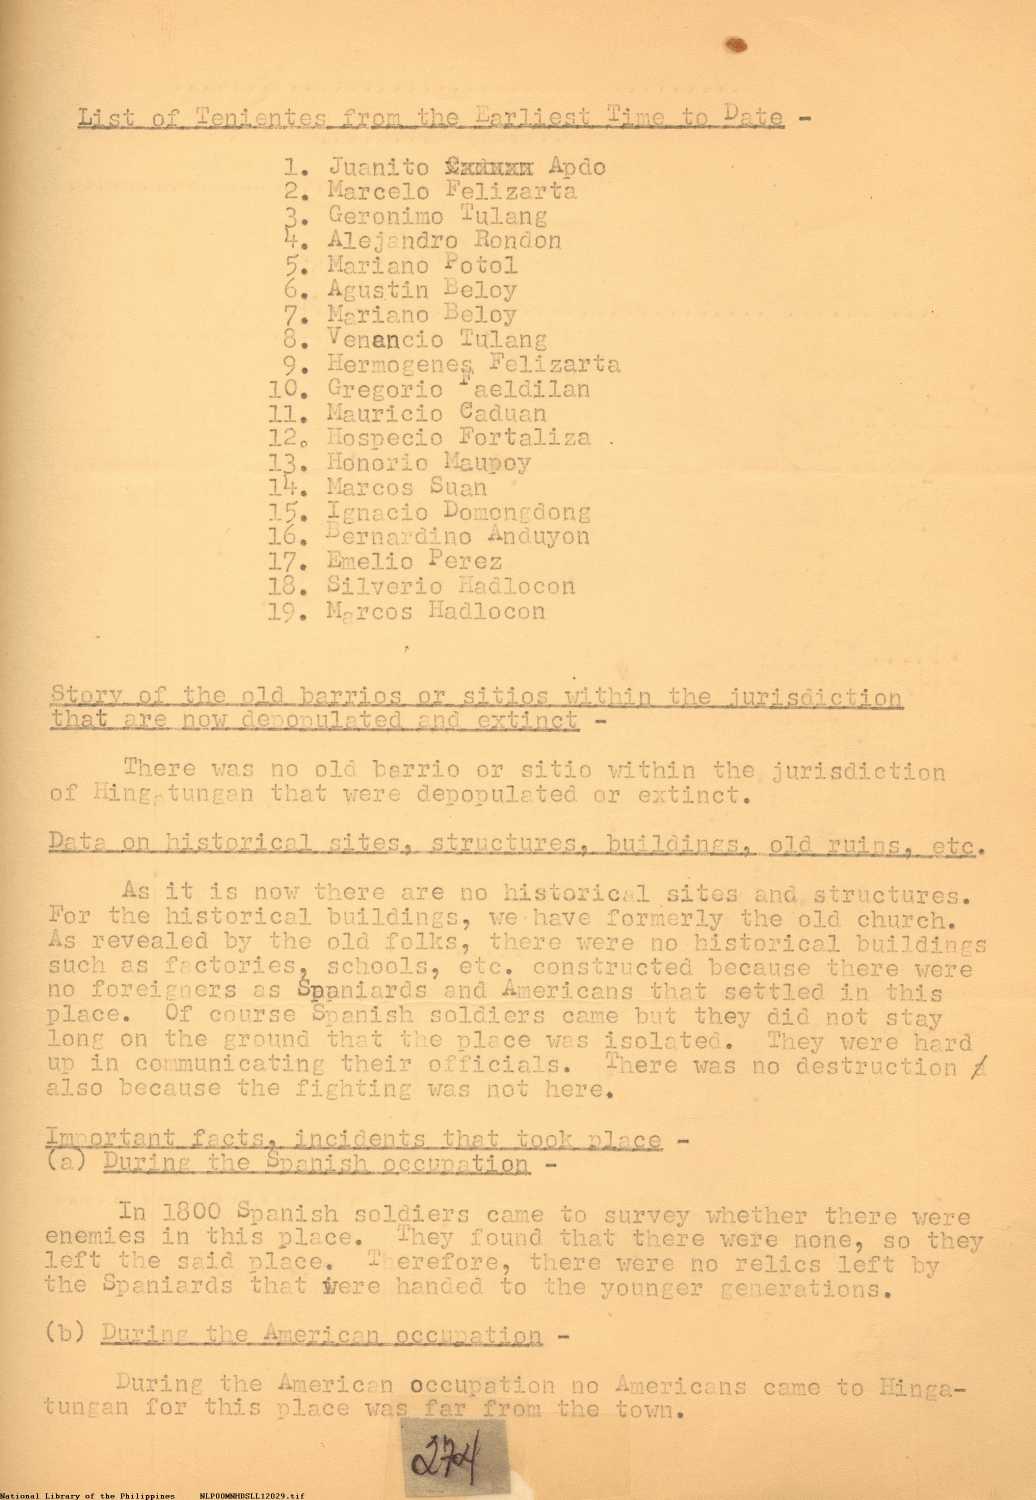 List of Tenientes from the Earliest Time to Date -
1. Juanito Apdo
2. Marcelo Felizarta
3. Geronimo Tulang
4. Alejandro Rondon
5. Mariano Potol
6. Agustin Beloy
7. Mariano Beloy
8. Venancio Tulang
9. Hermogenes Felizarta
10. Gregorio Faeldilan
11. Mauricio Caduan
12. Hospecio Fortaliza .
13. Honorio Maupoy
14. Marcos Suan
15. Ignacio Domongdong
16. Bernardino Anduyon
17. Emelio Perez
18. Silverio Hadlocon
19. Marcos Hadlocon
Story of the old barrios or sitios within the jurisdiction
that are now depopulated and extinct -
There was no old barrio or sitio within the jurisdiction
of Hingatungan that were depopulated or extinct.
Data on historical sites, structures, buildings, old ruins, etc.
As it is now there are no historical sites and structures.
For the historical buildings, we have formerly the old church.
As revealed by the old folks, there were no historical buildings
such as factories, schools, etc. constructed because there were
no foreigners as Spaniards and Americans that settled in this
place. Of course Spanish soldiers came but they did not stay
long on the ground that the place was isolated. They were hard
up in communicating their officials. There was no destruction
also because the fighting was not here.
Important facts, incidents that took place -
(a) During the Spanish occupation -
In 1800 Spanish soldiers came to survey whether there were
enemies in this place. They found that there were none, so they
left the said place. Therefore, there were no relics left by
the Spaniards that were handed to the younger generations.
(b) During the American occupation -
During the American occupation no Americans came to Hinga-
tungan for this place was far from the town.
274
National Library of the Philippines NLPOOMNHDSLL12029.tif